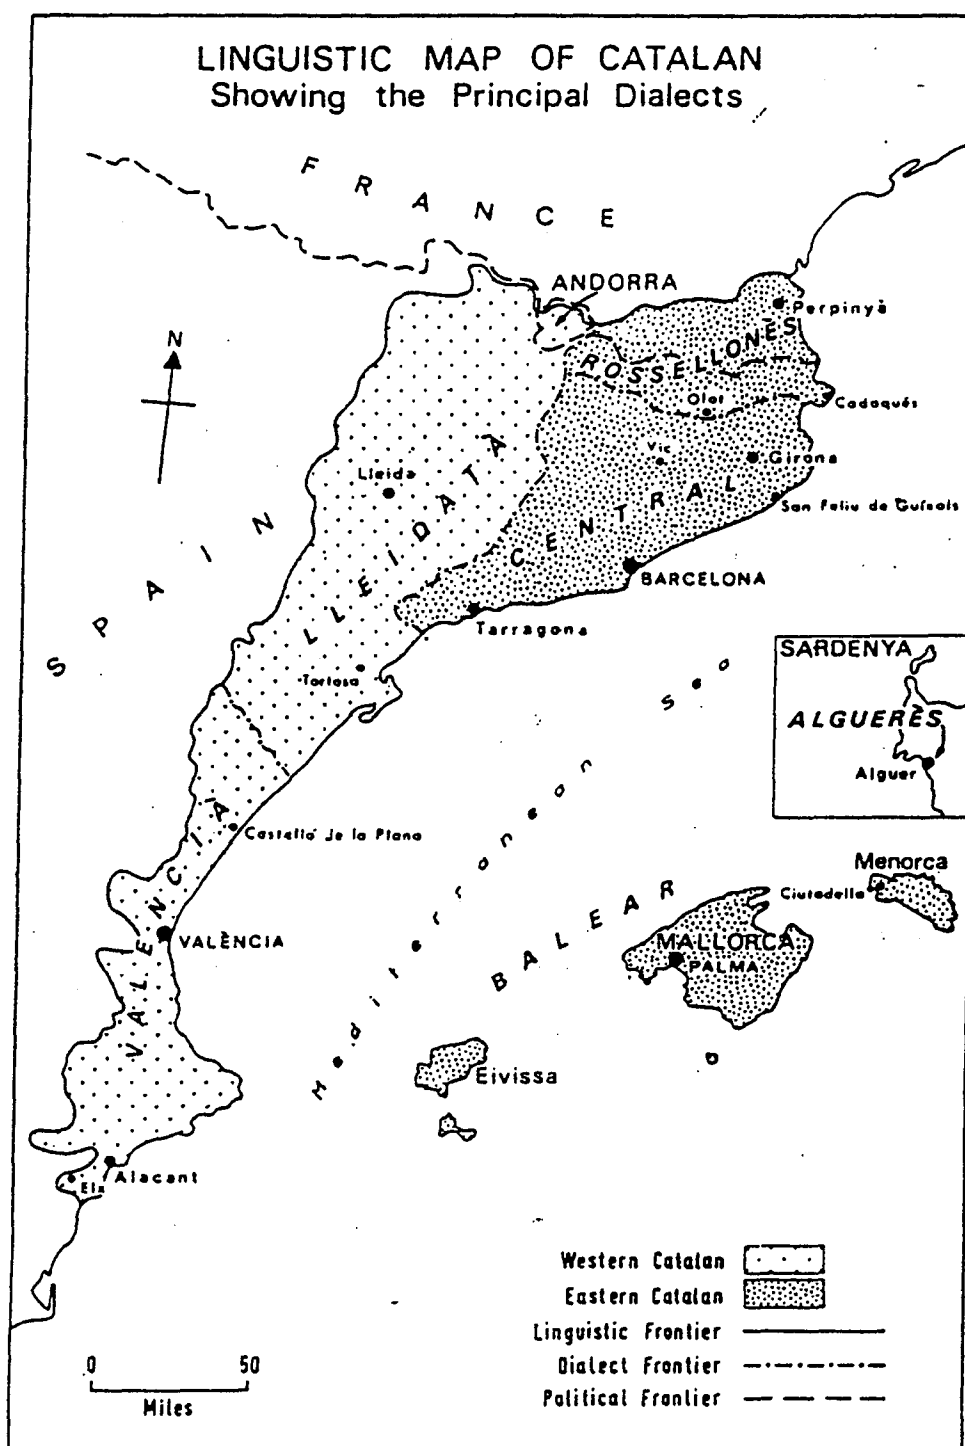 LINGUISTIC MAP OF CATALAN
Showing the Principal Dialects
FRANCE
ANDORRA
Perpinyà
ROSSELLONÈS
N
Olot
Cadaqués
Vic
Girona
Lleida
San Feliu de Guíxols
LLEIDATÀ
CENTRAL
SPAIN
BARCELONA
Tarragona
Tortosa
SARDENYA
ALGUERÈS
Alguer
Mediterranean Sea
Castelló de la Plana
VALENCIÀ
VALÈNCIA
Menorca
Ciutadella
BALEAR
MALLORCA
PALMA
Eivissa
Alacant
Elx
Western Catalan
Eastern Catalan
Linguistic Frontier
Dialect Frontier
Political Frontier
0 50
Miles